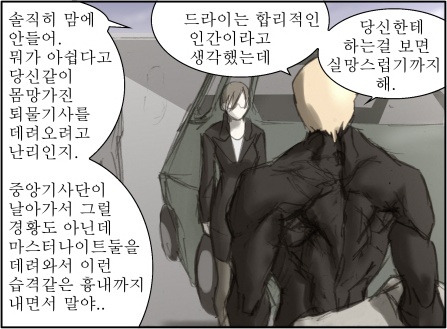 솔직히 맘에
안들어.
뭐가 아쉽다고
당신같이
몸망가진
퇴물기사를
데려오려고
난리인지.
중앙기사단이
날아가서 그럴
경황도 아닌데
마스터나이트둘을
데려와서 이런
습격같은 흉내까지
내면서 말야..
드라이는 합리적인
인간이라고
생각했는데
당신한테
하는걸 보면
실망스럽기까지
해.